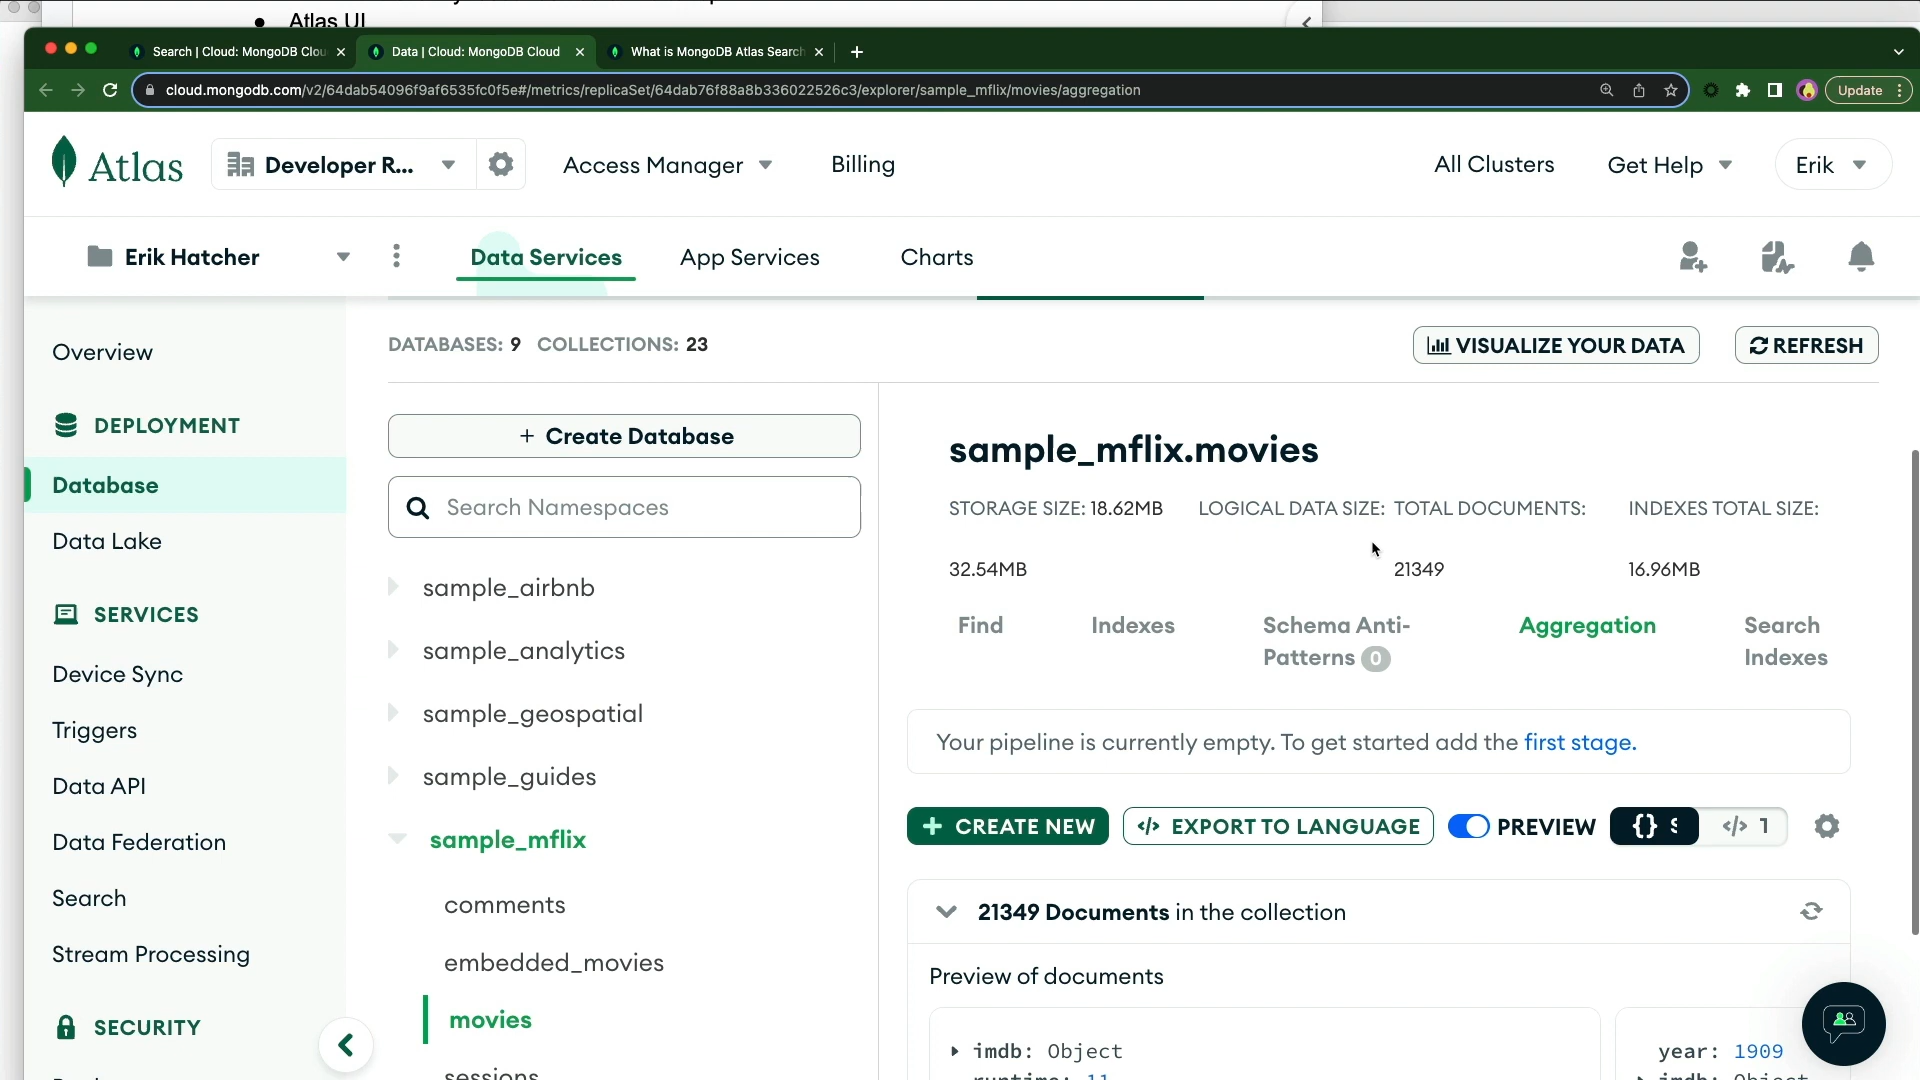 Atlas UI
Search | Cloud: MongoDB Clou
Data | Cloud: MongoDB Cloud
What is MongoDB Atlas Search
cloud.mongodb.com/v2/64dab54096f9af6535fc0f5e#/metrics/replicaSet/64dab76f88a8b336022526c3/explorer/sample_mflix/movies/aggregation
Update
Atlas
Developer R...
Access Manager
Billing
All Clusters
Get Help
Erik
Erik Hatcher
Data Services
App Services
Charts
Overview
DEPLOYMENT
Database
Data Lake
SERVICES
Device Sync
Triggers
Data API
Data Federation
Search
Stream Processing
SECURITY
DATABASES: 9 COLLECTIONS: 23
VISUALIZE YOUR DATA
REFRESH
+ Create Database
Search Namespaces
sample_airbnb
sample_analytics
sample_geospatial
sample_guides
sample_mflix
comments
embedded_movies
movies
sessions
sample_mflix.movies
STORAGE SIZE: 18.62MB LOGICAL DATA SIZE: TOTAL DOCUMENTS: INDEXES TOTAL SIZE:
32.54MB 21349 16.96MB
Find
Indexes
Schema Anti-
Patterns 0
Aggregation
Search
Indexes
Your pipeline is currently empty. To get started add the first stage.
+ CREATE NEW
</> EXPORT TO LANGUAGE
PREVIEW
{} S
</> T
21349 Documents in the collection
Preview of documents
imdb: Object
runtime: 11
year: 1909
imdb: Object